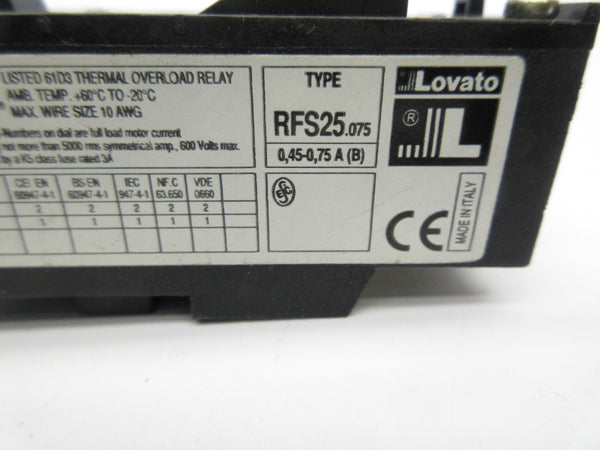 LISTED 61D3 THERMAL OVERLOAD RELAY
AMB. TEMP. +60°C TO -20°C
MAX. WIRE SIZE 10 AWG
-Numbers on dial are full load motor current
not more than 5000 rms symmetrical amp., 600 Volts max.
by a K5 class fuse rated 3A
CEI EN BS EN IEC NF.C VDE
60947-4-1 60947-4-1 947-4-1 63.650 0660
2 2 2 2 2
1 1 1 1 1
TYPE
RFS25.075
0,45-0,75 A (B)
Lovato
®
L
CE
MADE IN ITALY